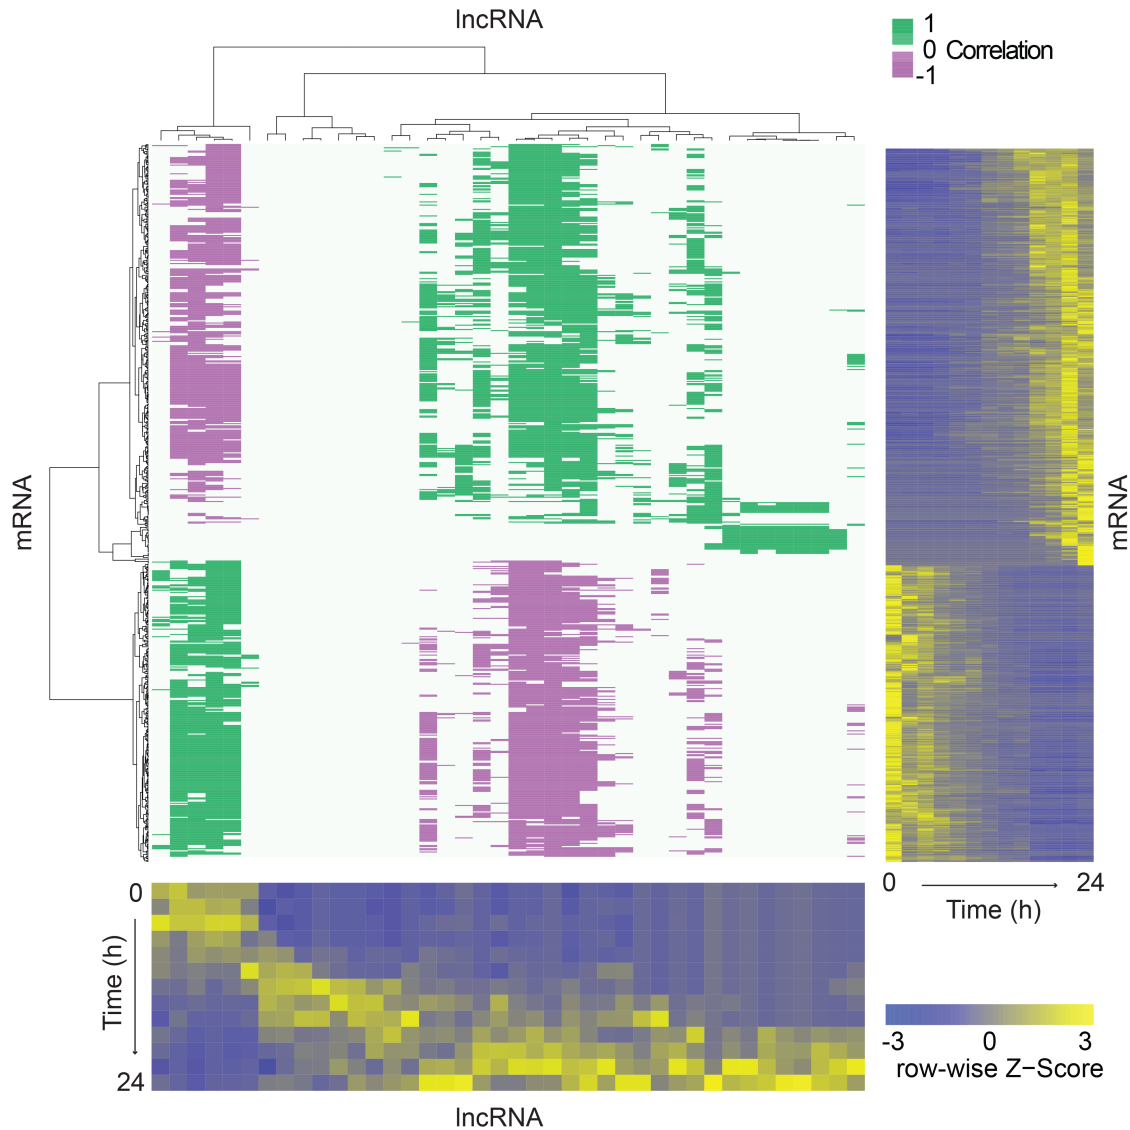 lncRNA
1
0 Correlation
-1
mRNA
mRNA
0 24
Time (h)
0
Time (h)
24
-3 0 3
row-wise Z−Score
lncRNA